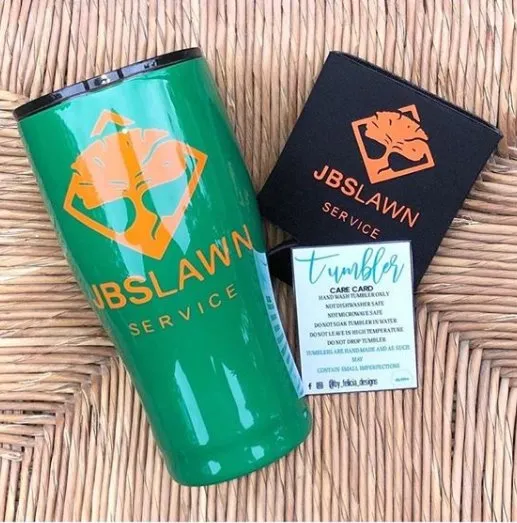 JBSLAWN
SERVICE
JBSLAWN
SERVICE
Tumbler
CARE CARD
HAND WASH TUMBLER ONLY
NOT DISHWASHER SAFE
NOT MICROWAVE SAFE
DO NOT SOAK TUMBLER IN WATER
DO NOT LEAVE IN HIGH TEMPERATURE
DO NOT DROP TUMBLER
TUMBLERS ARE HAND MADE AND AS SUCH
MAY
CONTAIN SMALL IMPERFECTIONS
@by_felicia_designs